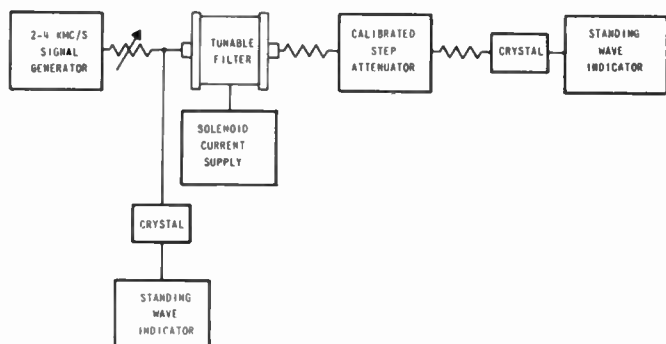 2-4 KMC/S
SIGNAL
GENERATOR
TUNABLE
FILTER
CALIBRATED
STEP
ATTENUATOR
CRYSTAL
STANDING
WAVE
INDICATOR
SOLENOID
CURRENT
SUPPLY
CRYSTAL
STANDING
WAVE
INDICATOR